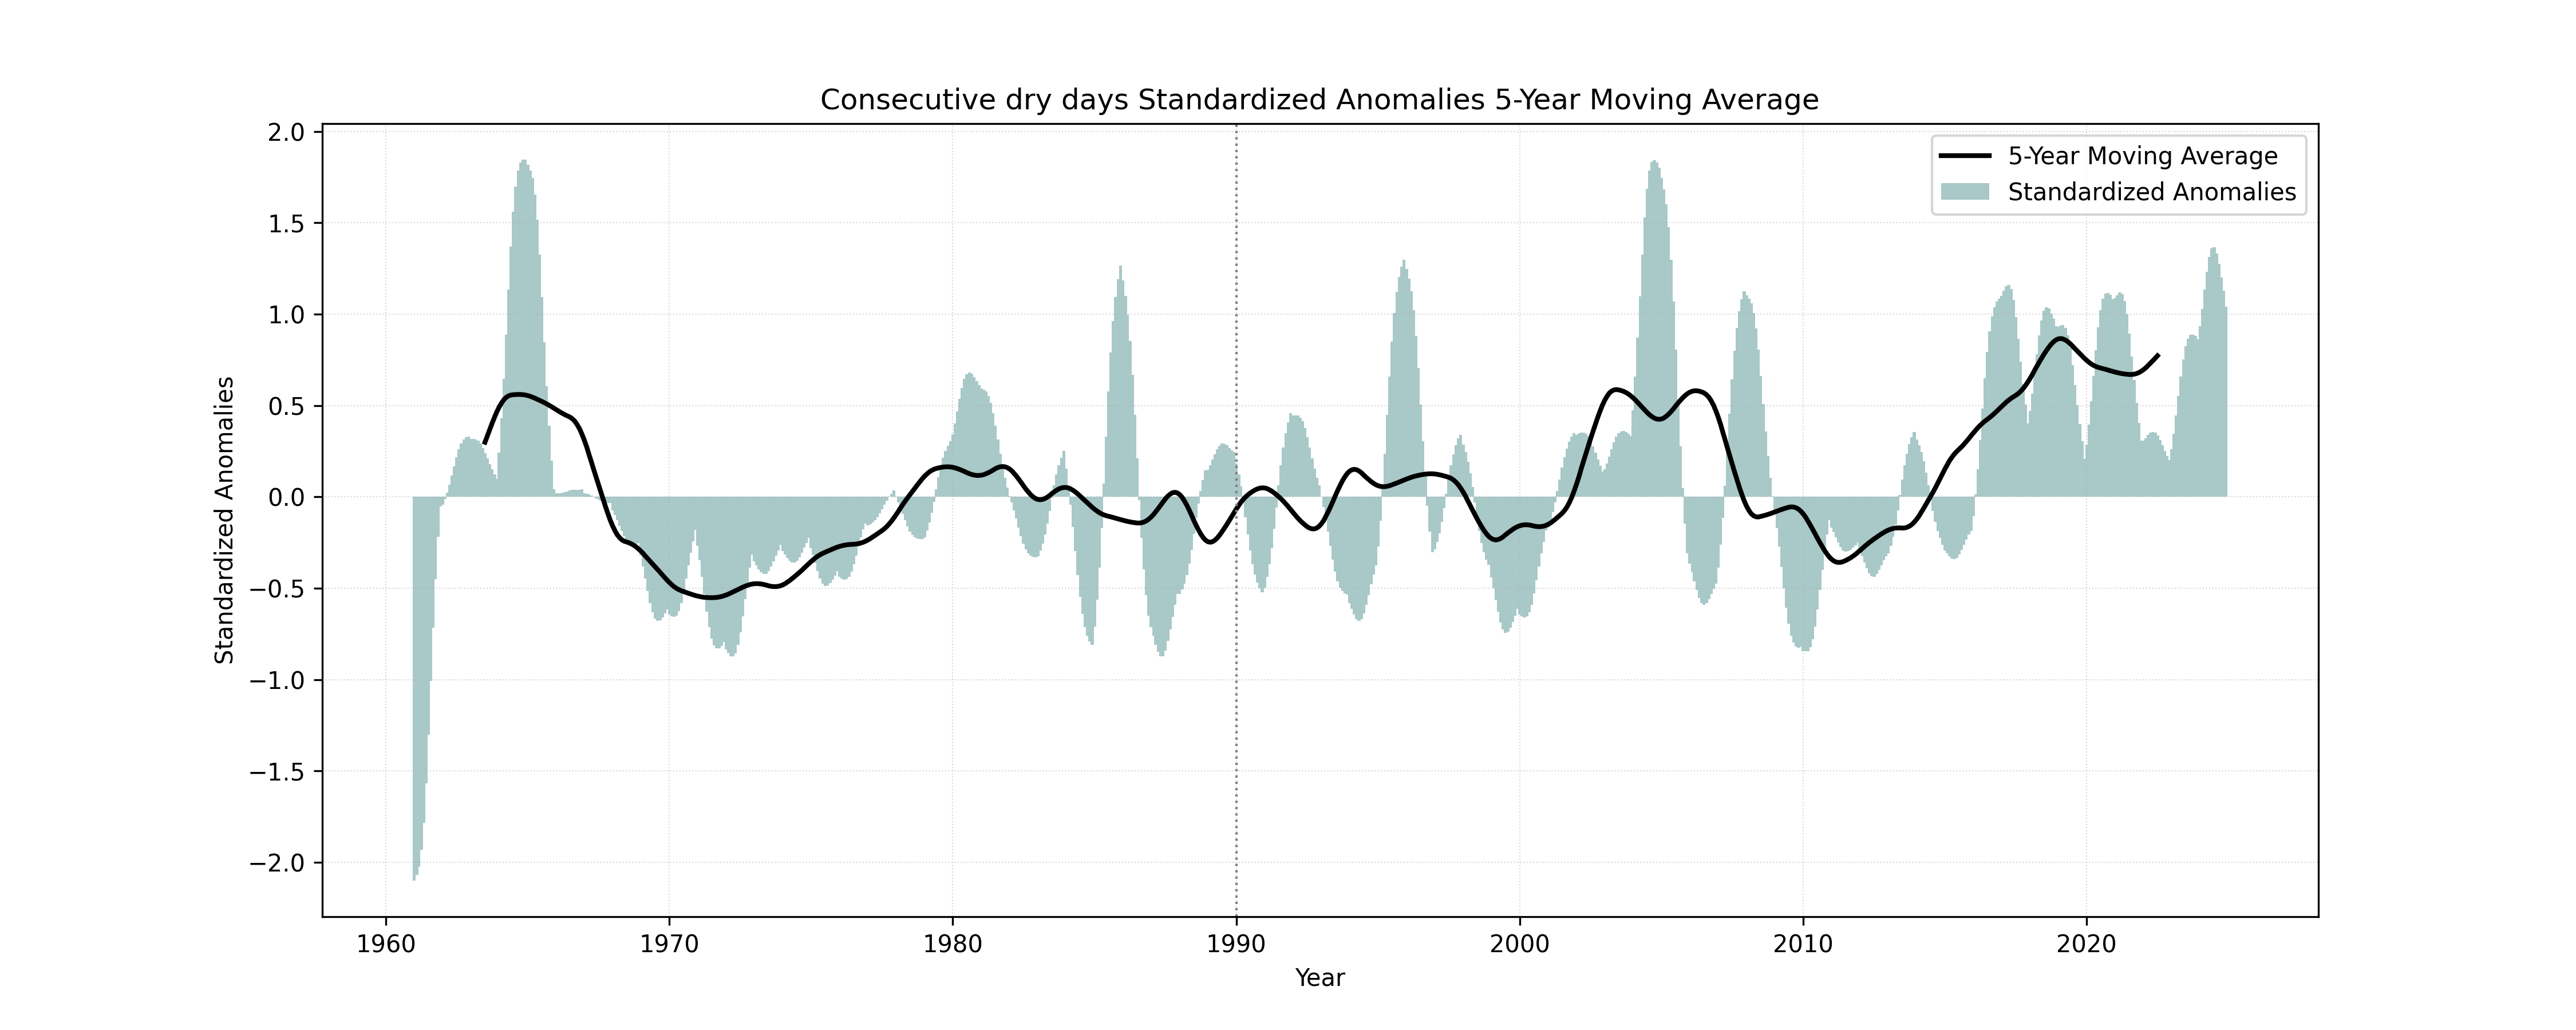 Consecutive dry days Standardized Anomalies 5-Year Moving Average
5-Year Moving Average
Standardized Anomalies
2.0
1.5
1.0
0.5
0.0
−0.5
−1.0
−1.5
−2.0
Standardized Anomalies
1960 1970 1980 1990 2000 2010 2020
Year